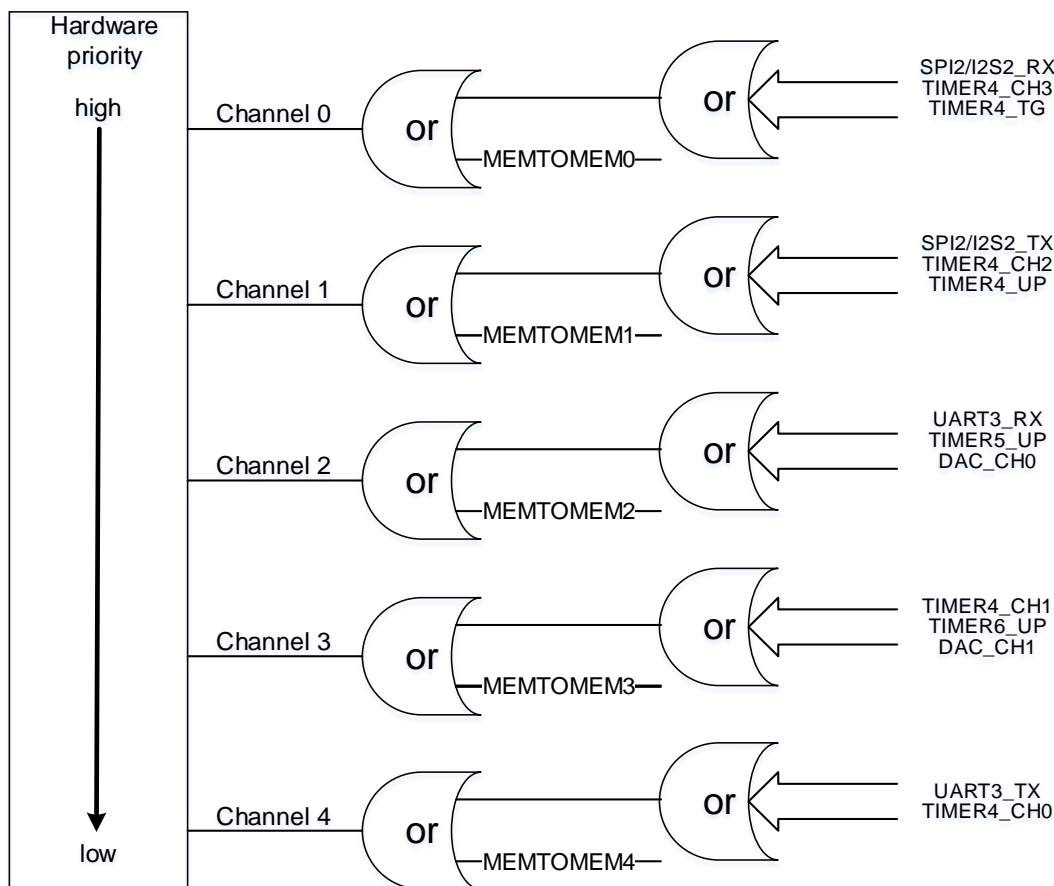 Hardware
priority
high
low
Channel 0
or
MEMTOMEM0
or
SPI2/I2S2_RX
TIMER4_CH3
TIMER4_TG
Channel 1
or
MEMTOMEM1
or
SPI2/I2S2_TX
TIMER4_CH2
TIMER4_UP
Channel 2
or
MEMTOMEM2
or
UART3_RX
TIMER5_UP
DAC_CH0
Channel 3
or
MEMTOMEM3
or
TIMER4_CH1
TIMER6_UP
DAC_CH1
Channel 4
or
MEMTOMEM4
or
UART3_TX
TIMER4_CH0